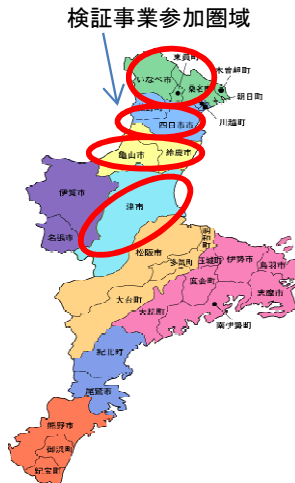 検証事業参加圏域
東員町
いなべ市
桑名市
木曽岬町
朝日町
川越町
四日市市
亀山市
鈴鹿市
伊賀市
津市
名張市
松阪市
明和町
多気町
玉城町
伊勢市
鳥羽市
度会町
志摩市
大台町
大紀町
南伊勢町
紀北町
尾鷲市
熊野市
御浜町
紀宝町